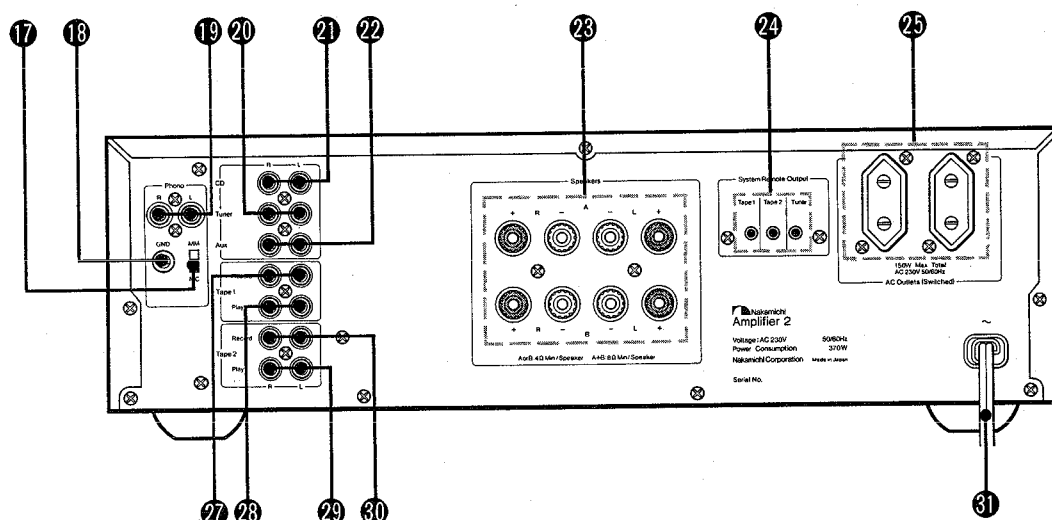 17 18 19 20 21 22 23 24 25
R L
CD
Phono
R L
Tuner
GND MM
Aux
MC
Tape 1
Play
Record
Tape 2
Play
R L
Speakers
A
+ R − − L +
+ R − − L +
B
A or B: 4Ω Min/Speaker A+B: 8Ω Min/Speaker
System Remote Output
Tape 1 Tape 2 Tuner
150W Max Total
AC 230V 50/60Hz
AC Outlets (Switched)
Nakamichi
Amplifier 2
Voltage: AC 230V 50/60Hz
Power Consumption 370W
Nakamichi Corporation Made in Japan
Serial No.
~
27 28 29 30 31